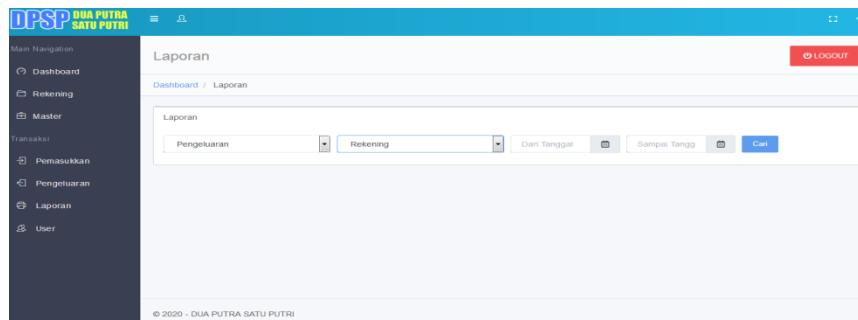 DPSP DUA PUTRA
SATU PUTRI
Main Navigation
Dashboard
Rekening
Master
Transaksi
Pemasukkan
Pengeluaran
Laporan
User
Laporan
LOGOUT
Dashboard / Laporan
Laporan
Pengeluaran
Rekening
Dari Tanggal
Sampai Tangg
Cari
© 2020 - DUA PUTRA SATU PUTRI